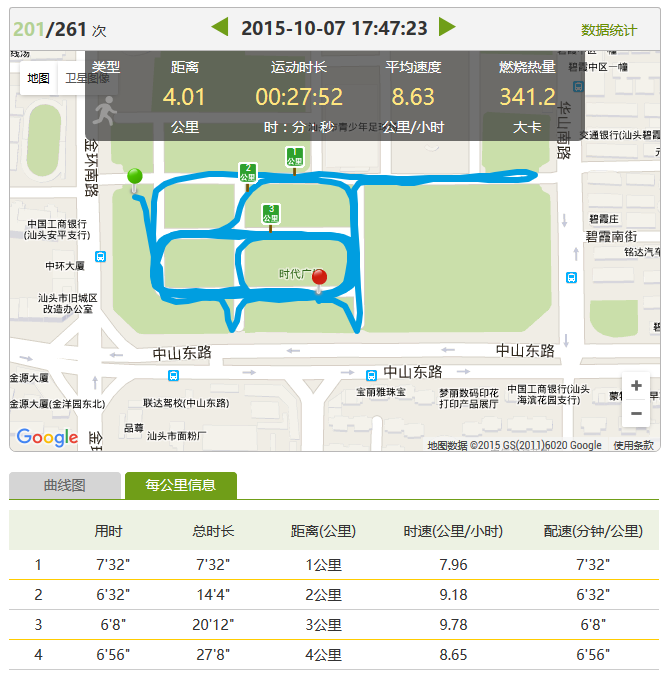 201/261 次
2015-10-07 17:47:23
数据统计
地图
卫星图像
类型 距离 运动时长 平均速度 燃烧热量
4.01 00:27:52 8.63 341.2
公里 时：分：秒 公里/小时 大卡
碧霞中区一幢
碧霞中区一幢
交通银行(汕头碧霞
金环南路
华山南路
1
公里
2
公里
3
公里
中国工商银行
(汕头安平支行)
碧霞庄
碧霞南街
铭达汽车
中环大厦
时代广
汕头市旧城区
改造办公室
中山东路
中山东路
中山东路
金源大厦
金源大厦(金洋园东北)
联达驾校(中山东路)
宝丽雅珠宝
梦丽数码印花
打印产品展厅
中国工商银行(汕头
海滨花园支行)
品尊
汕头市面粉厂
金环
+
−
Google
地图数据 ©2015 GS(2011)6020 Google 使用条款
曲线图 每公里信息
用时 总时长 距离(公里) 时速(公里/小时) 配速(分钟/公里)
1 7'32" 7'32" 1公里 7.96 7'32"
2 6'32" 14'4" 2公里 9.18 6'32"
3 6'8" 20'12" 3公里 9.78 6'8"
4 6'56" 27'8" 4公里 8.65 6'56"